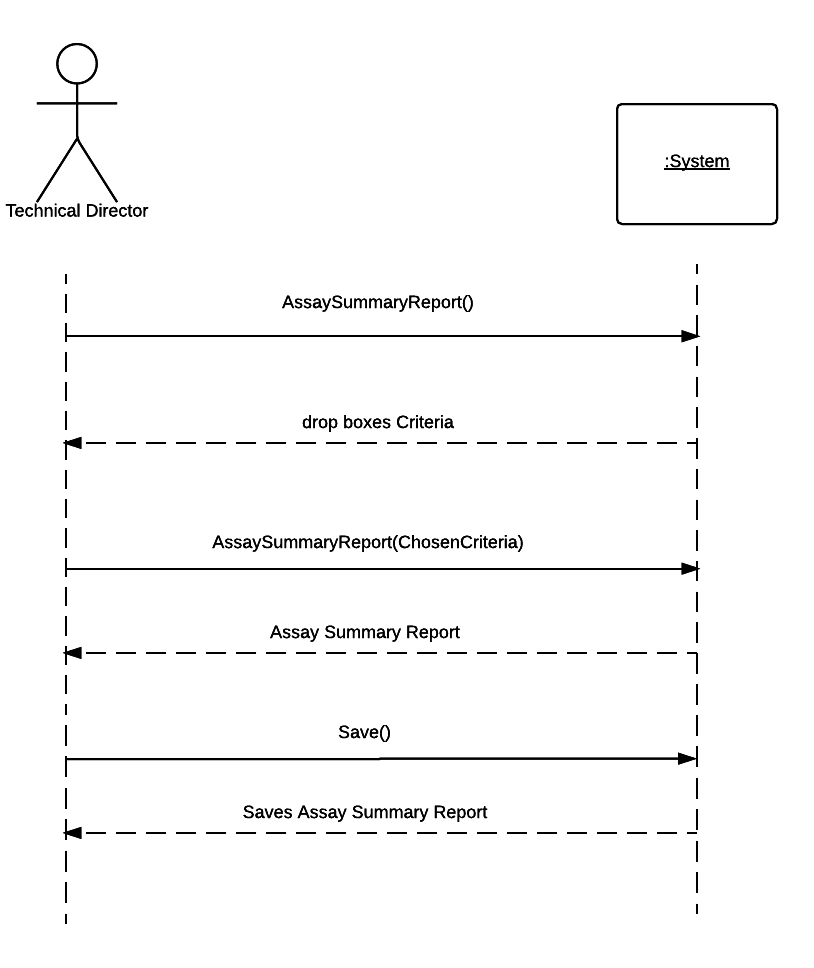 Technical Director
:System
AssaySummaryReport()
drop boxes Criteria
AssaySummaryReport(ChosenCriteria)
Assay Summary Report
Save()
Saves Assay Summary Report